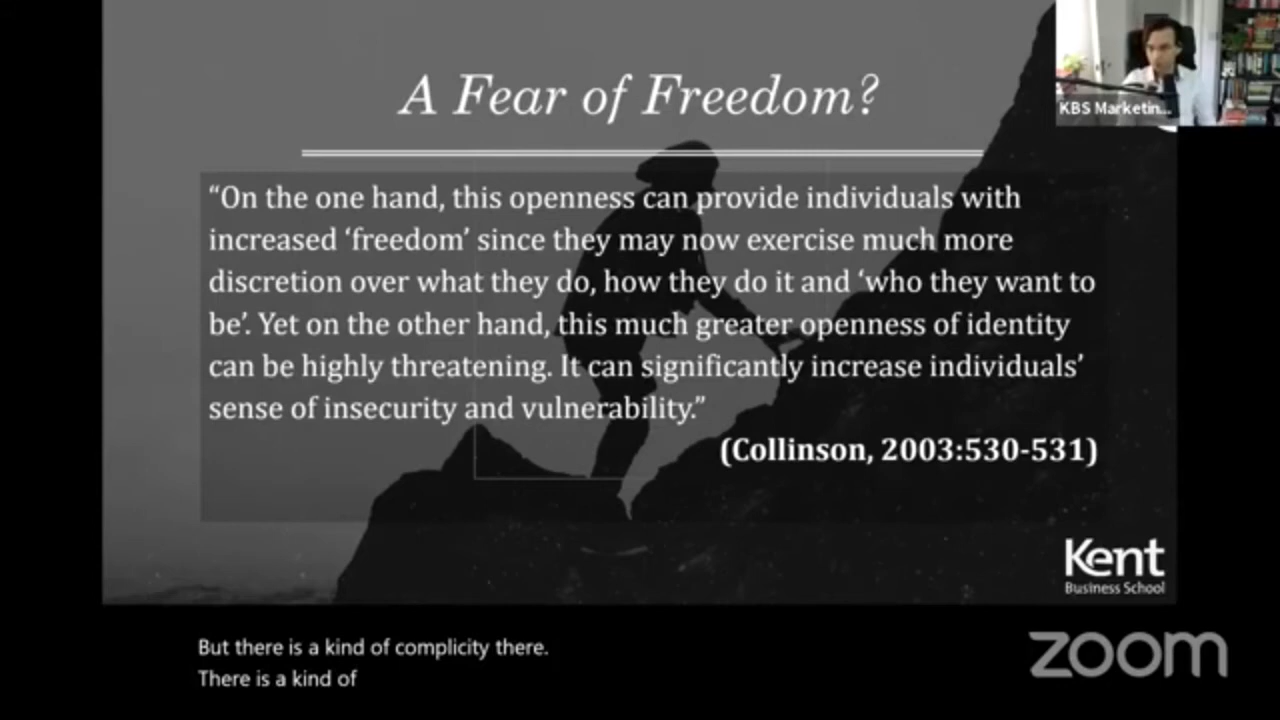 A Fear of Freedom?
KBS Marketin...
“On the one hand, this openness can provide individuals with
increased ‘freedom’ since they may now exercise much more
discretion over what they do, how they do it and ‘who they want to
be’. Yet on the other hand, this much greater openness of identity
can be highly threatening. It can significantly increase individuals’
sense of insecurity and vulnerability.”
(Collinson, 2003:530-531)
Kent
Business School
But there is a kind of complicity there.
There is a kind of
zoom